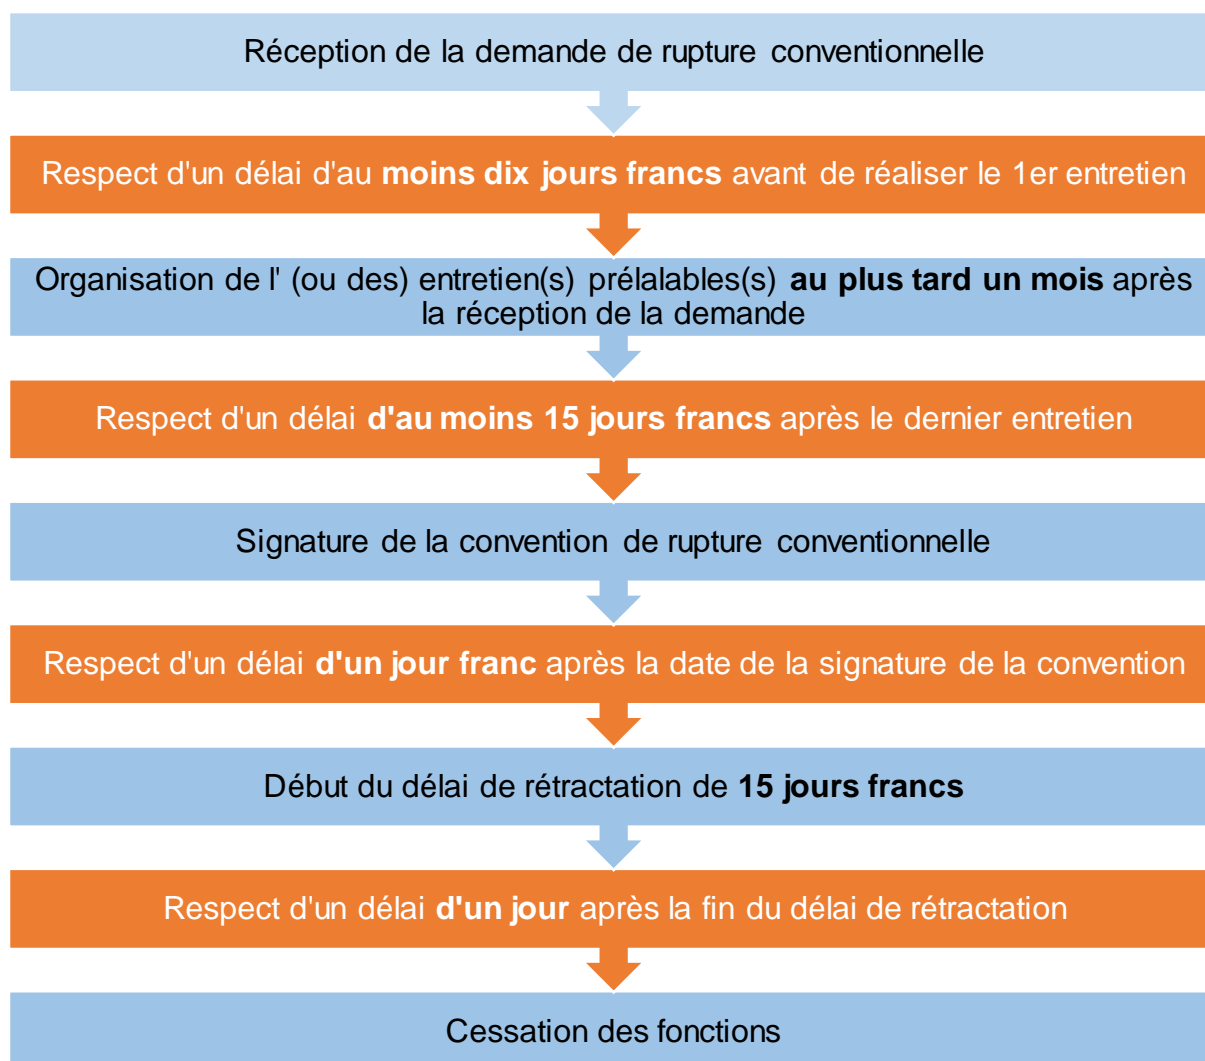 Réception de la demande de rupture conventionnelle
Respect d'un délai d'au moins dix jours francs avant de réaliser le 1er entretien
Organisation de l' (ou des) entretien(s) prélalables(s) au plus tard un mois après
la réception de la demande
Respect d'un délai d'au moins 15 jours francs après le dernier entretien
Signature de la convention de rupture conventionnelle
Respect d'un délai d'un jour franc après la date de la signature de la convention
Début du délai de rétractation de 15 jours francs
Respect d'un délai d'un jour après la fin du délai de rétractation
Cessation des fonctions